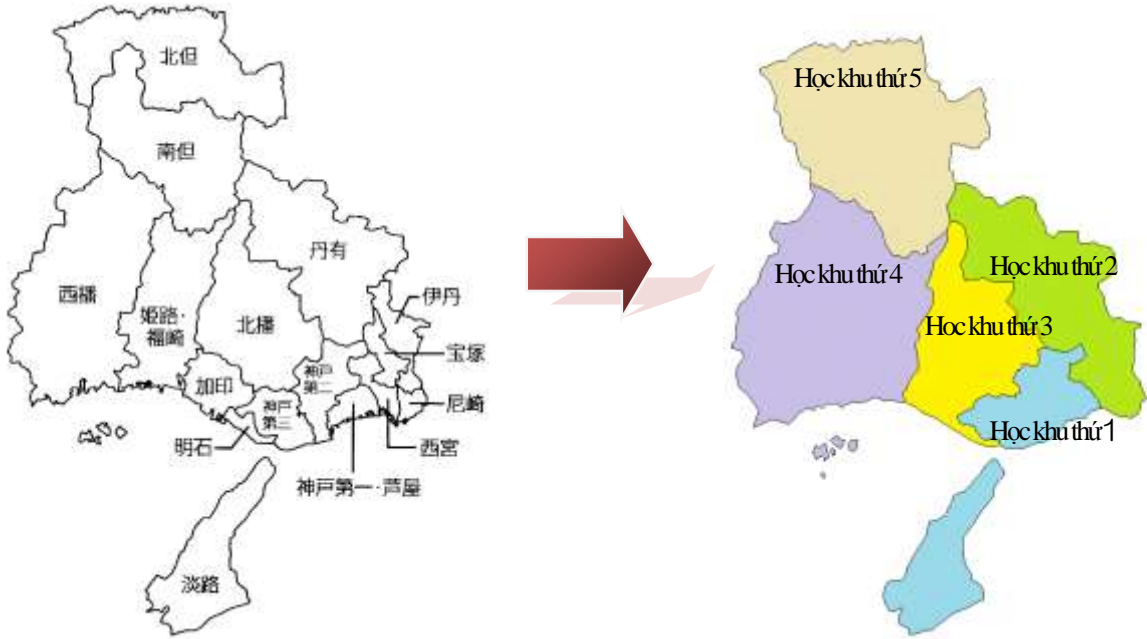 北但
南但
丹有
西播
姫路・
福崎
北播
伊丹
宝塚
加印
神戸
第二
神戸
第三
尼崎
明石
西宮
神戸第一・芦屋
淡路
Học khu thứ 5
Học khu thứ 4
Học khu thứ 2
Hoc khu thứ 3
Học khu thứ 1